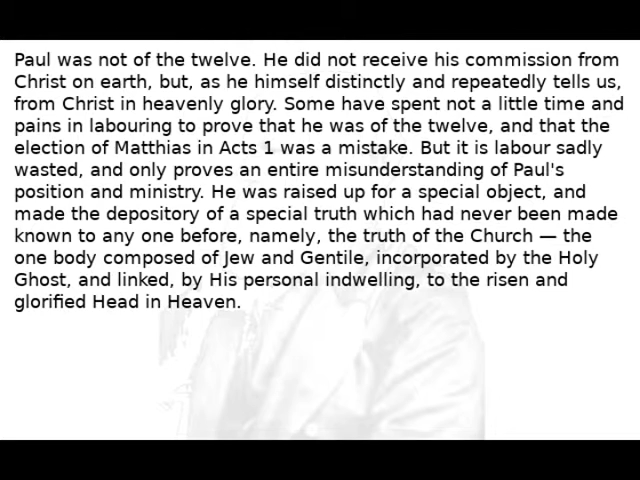 Paul was not of the twelve. He did not receive his commission from
Christ on earth, but, as he himself distinctly and repeatedly tells us,
from Christ in heavenly glory. Some have spent not a little time and
pains in labouring to prove that he was of the twelve, and that the
election of Matthias in Acts 1 was a mistake. But it is labour sadly
wasted, and only proves an entire misunderstanding of Paul's
position and ministry. He was raised up for a special object, and
made the depository of a special truth which had never been made
known to any one before, namely, the truth of the Church — the
one body composed of Jew and Gentile, incorporated by the Holy
Ghost, and linked, by His personal indwelling, to the risen and
glorified Head in Heaven.